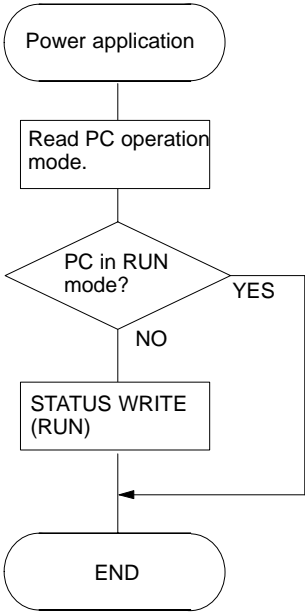 Power application
Read PC operation
mode.
PC in RUN
mode?
YES
NO
STATUS WRITE
(RUN)
END